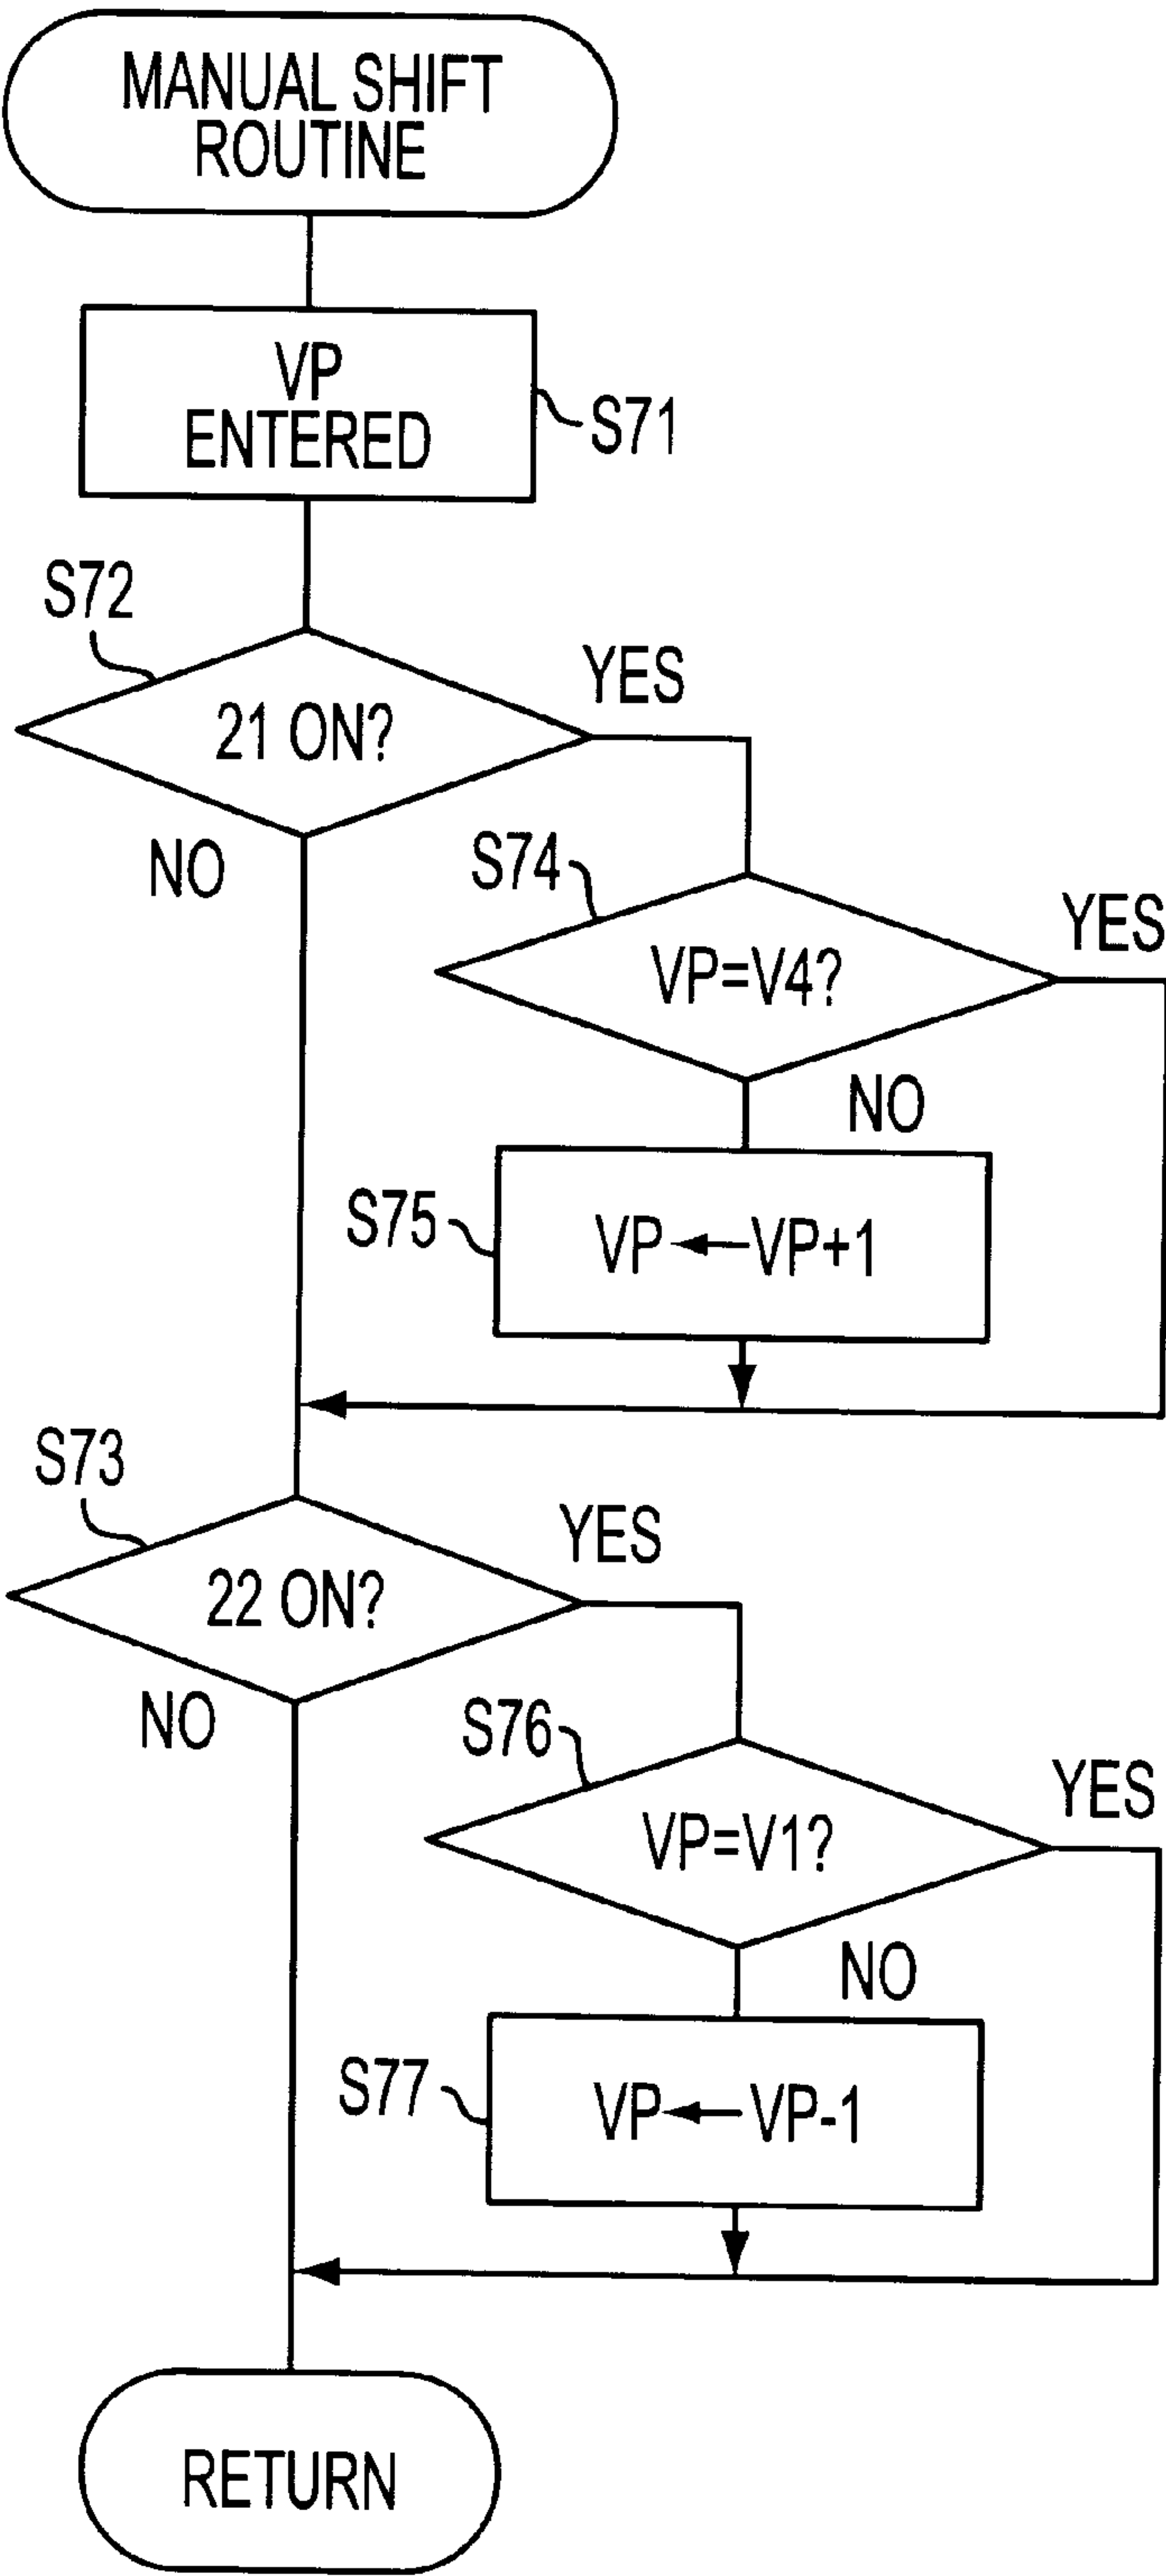 MANUAL SHIFT
ROUTINE
VP
ENTERED
S71
S72
21 ON?
YES
NO
S74
VP=V4?
YES
NO
S75
VP←VP+1
S73
22 ON?
YES
NO
S76
VP=V1?
YES
NO
S77
VP←VP-1
RETURN